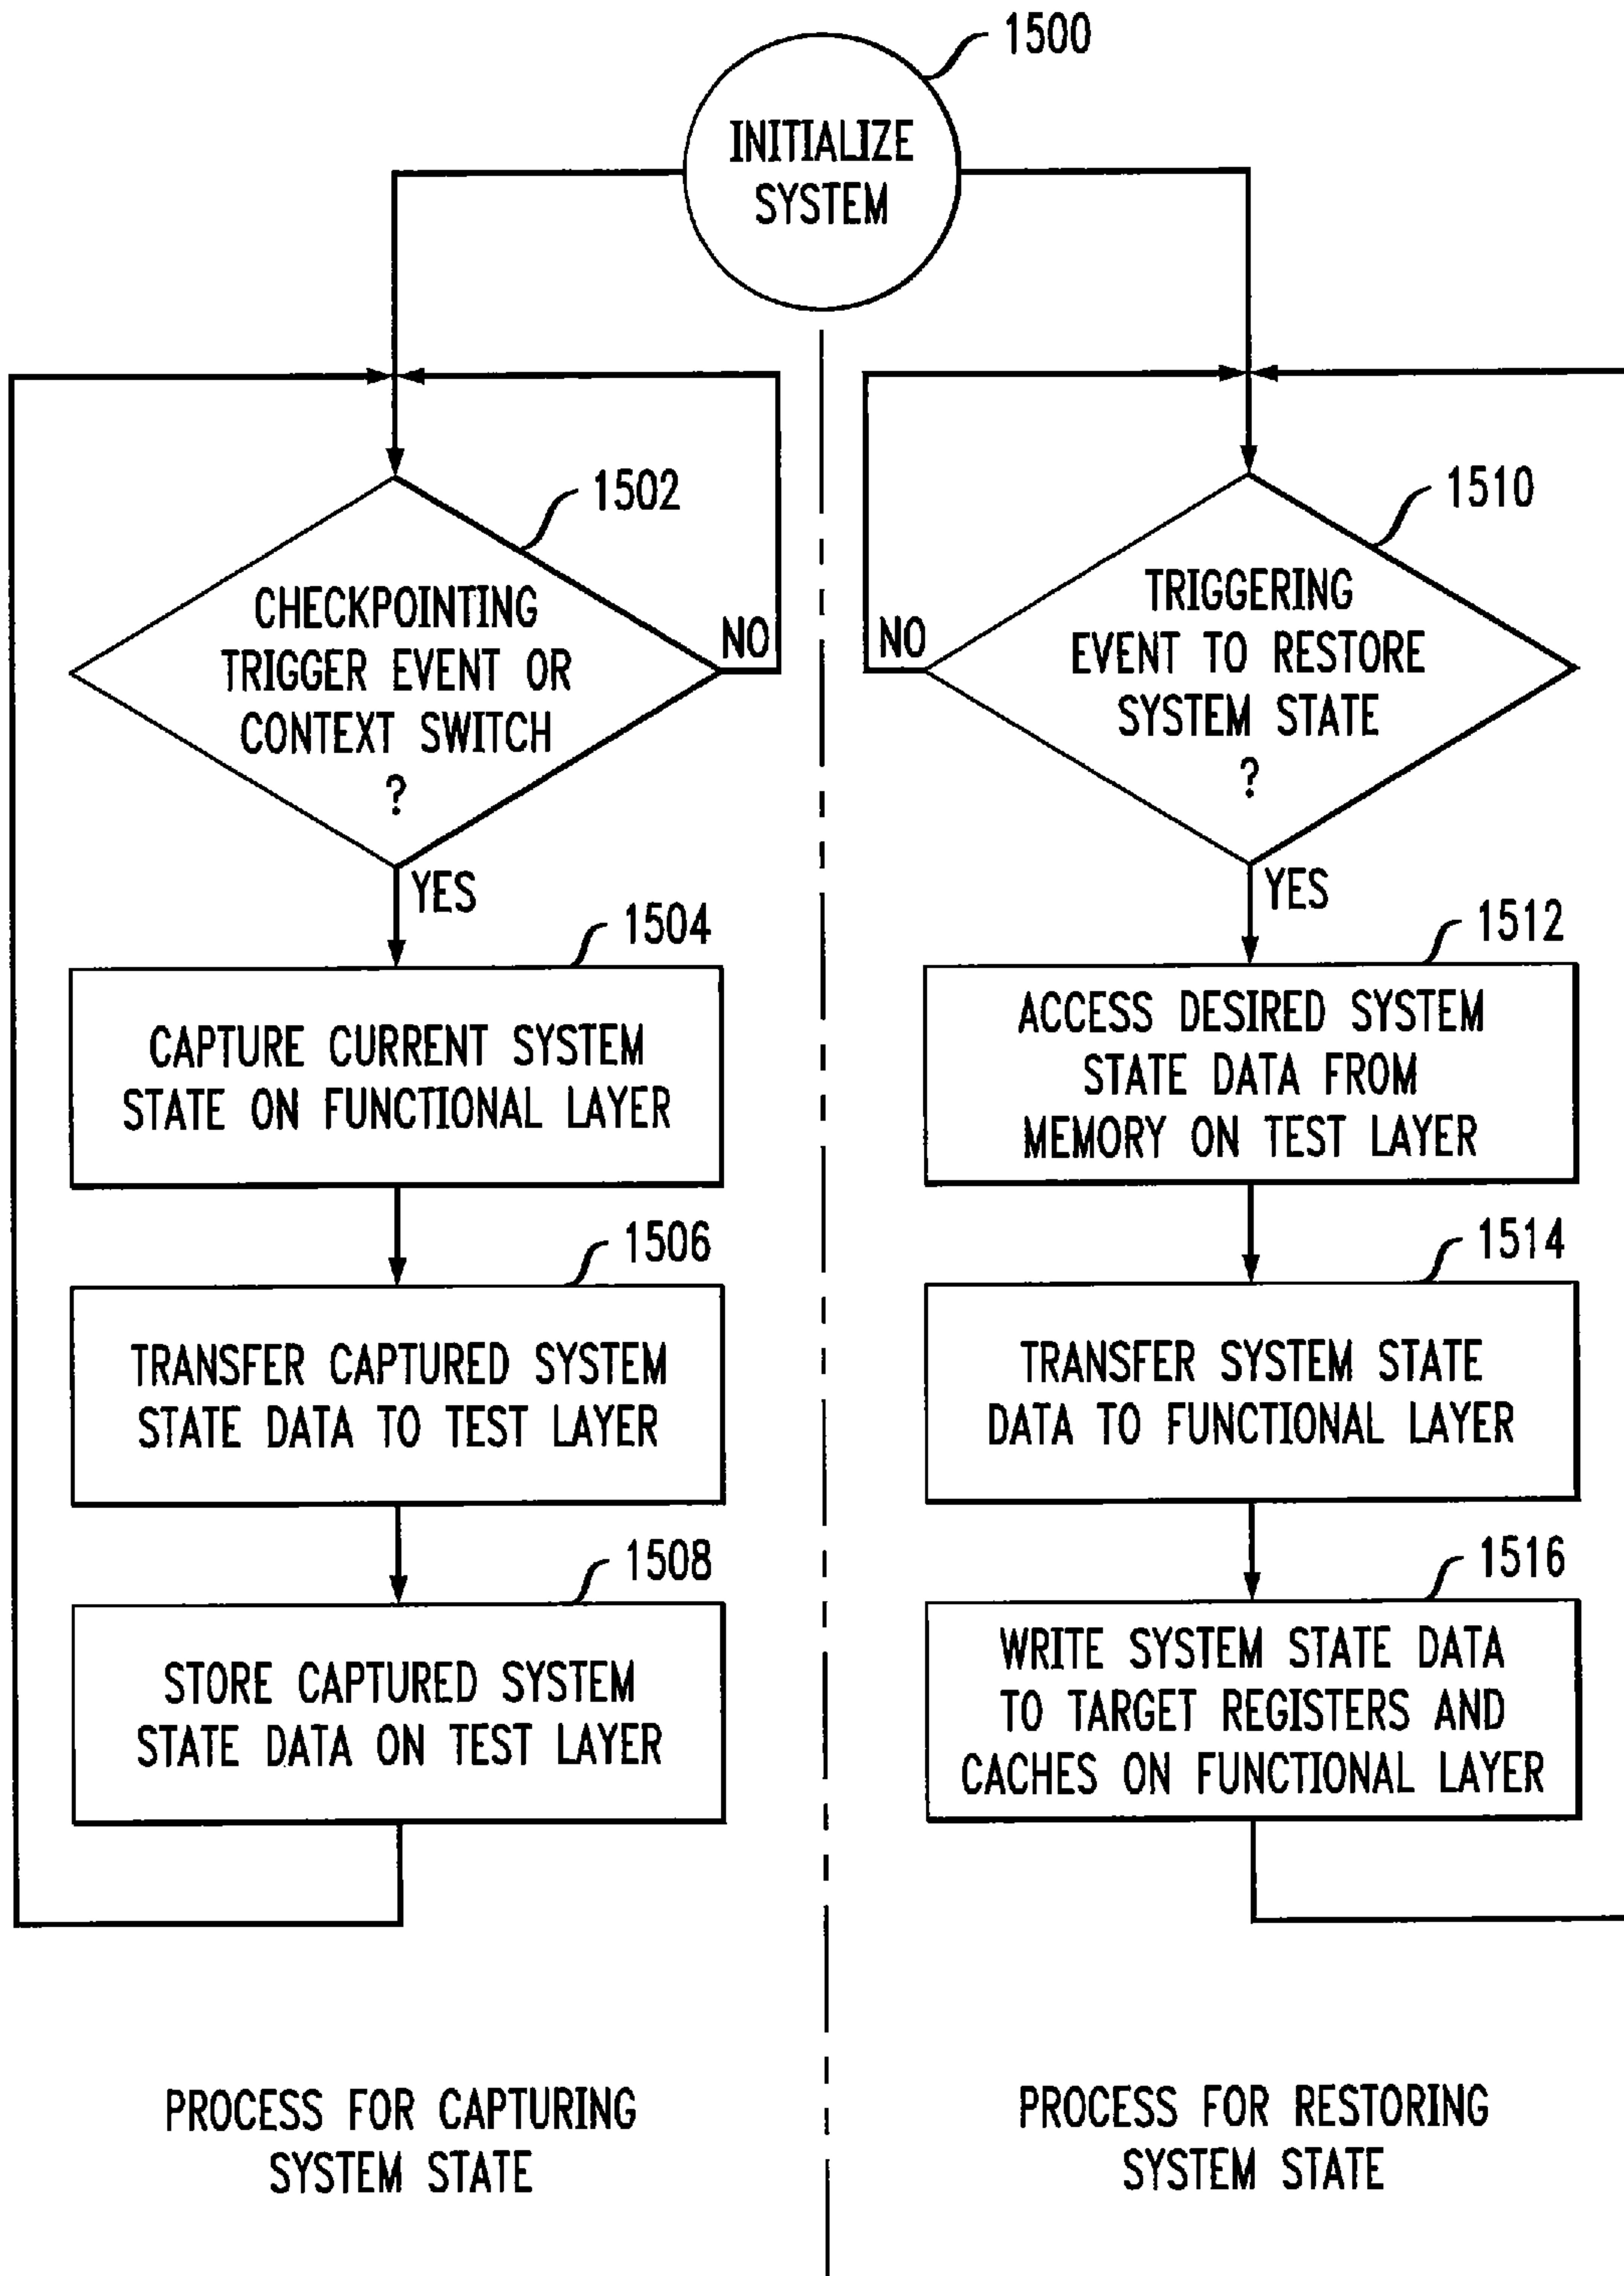 1500
INITIALIZE
SYSTEM
1502
CHECKPOINTING
TRIGGER EVENT OR
CONTEXT SWITCH
?
NO
YES
1504
CAPTURE CURRENT SYSTEM
STATE ON FUNCTIONAL LAYER
1506
TRANSFER CAPTURED SYSTEM
STATE DATA TO TEST LAYER
1508
STORE CAPTURED SYSTEM
STATE DATA ON TEST LAYER
PROCESS FOR CAPTURING
SYSTEM STATE
1510
TRIGGERING
EVENT TO RESTORE
SYSTEM STATE
?
NO
YES
1512
ACCESS DESIRED SYSTEM
STATE DATA FROM
MEMORY ON TEST LAYER
1514
TRANSFER SYSTEM STATE
DATA TO FUNCTIONAL LAYER
1516
WRITE SYSTEM STATE DATA
TO TARGET REGISTERS AND
CACHES ON FUNCTIONAL LAYER
PROCESS FOR RESTORING
SYSTEM STATE